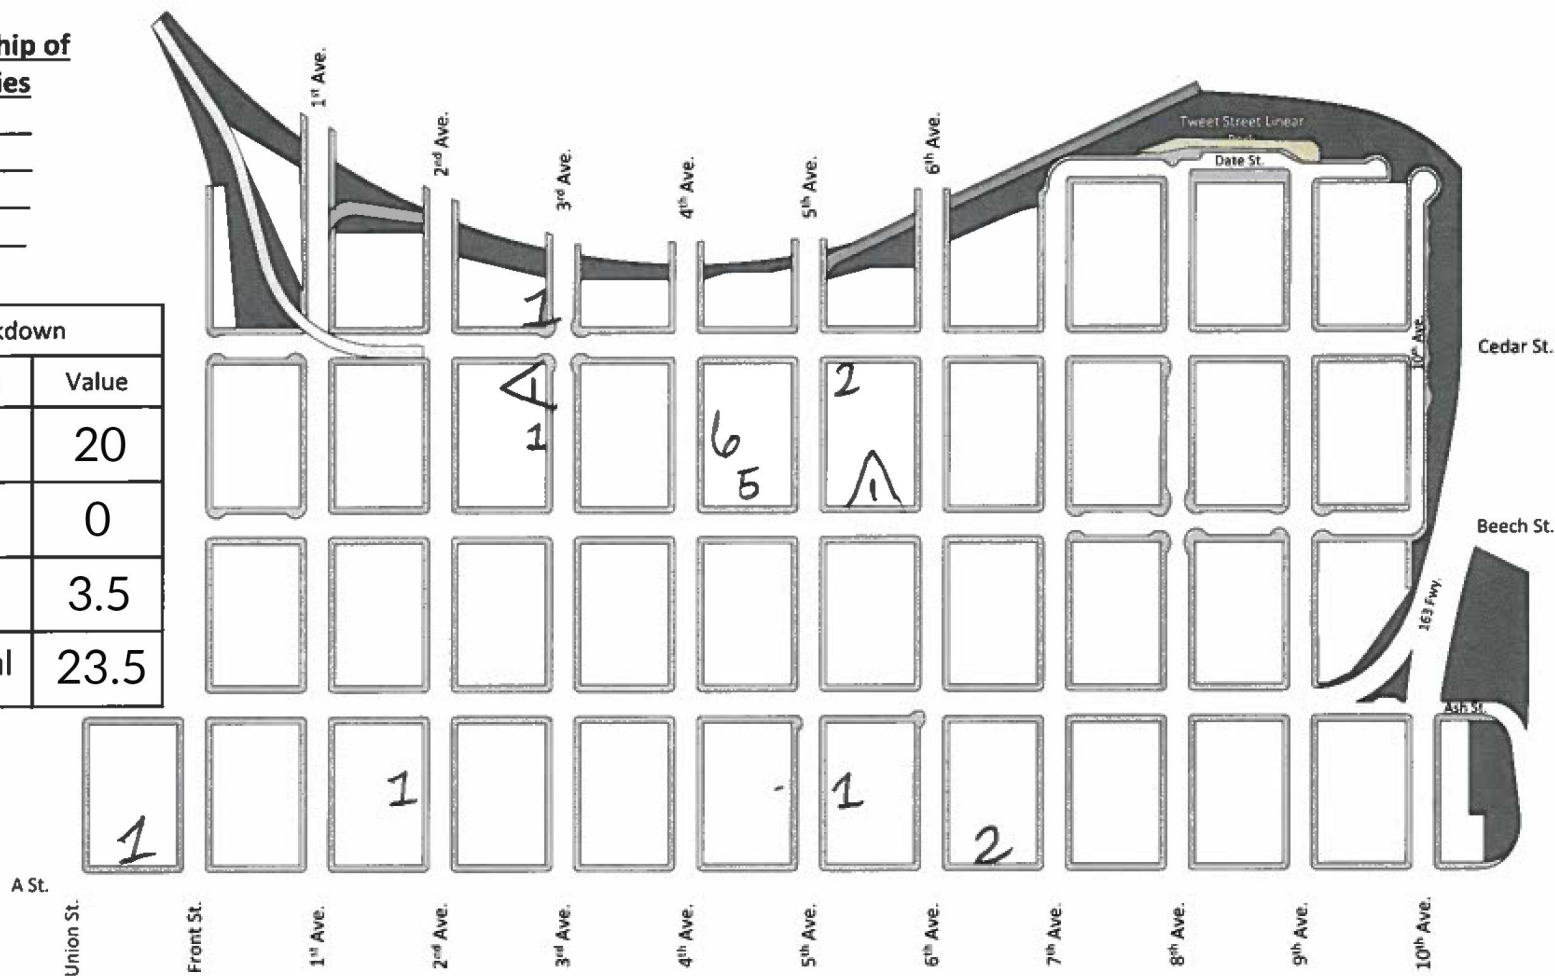 hip of
ies
kdown
Value
20
0
3.5
al 23.5
1st Ave.
2nd Ave.
3rd Ave.
4th Ave.
5th Ave.
6th Ave.
Tweet Street Linear
Park
Date St.
10th Ave.
Cedar St.
Beech St.
163 Fwy.
Ash St.
1
1
1
2
6
5
1
1
1
1
2
A St.
Union St.
Front St.
1st Ave.
2nd Ave.
3rd Ave.
4th Ave.
5th Ave.
6th Ave.
7th Ave.
8th Ave.
9th Ave.
10th Ave.